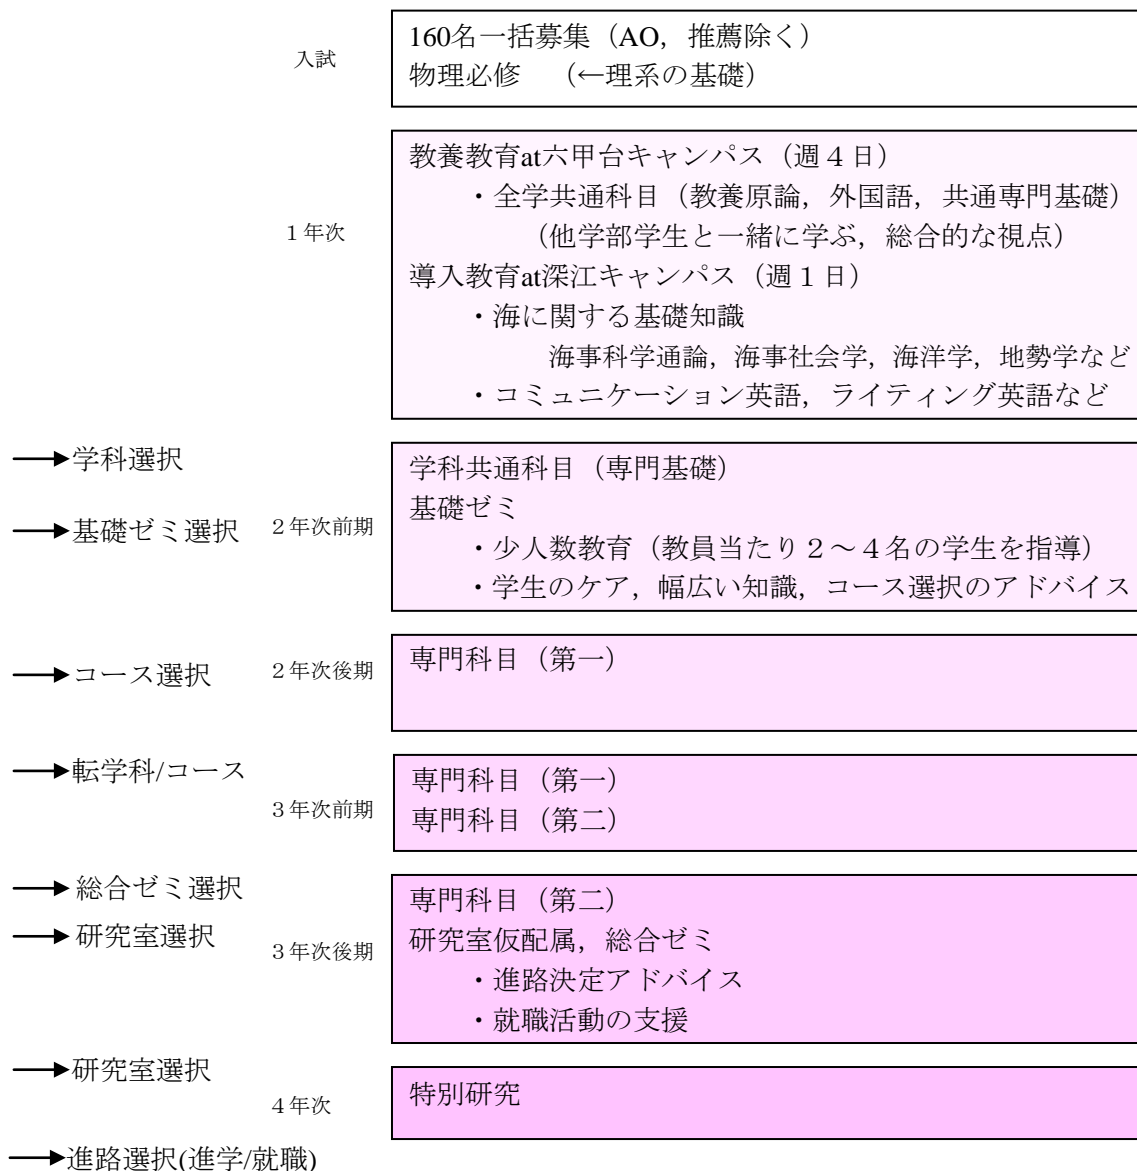 160名一括募集（AO，推薦除く）
入試
物理必修　（←理系の基礎）
教養教育at六甲台キャンパス（週４日）
・全学共通科目（教養原論，外国語，共通専門基礎）
１年次
（他学部学生と一緒に学ぶ，総合的な視点）
導入教育at深江キャンパス（週１日）
・海に関する基礎知識
海事科学通論，海事社会学，海洋学，地勢学など
・コミュニケーション英語，ライティング英語など
学科選択
学科共通科目（専門基礎）
基礎ゼミ選択
２年次前期
基礎ゼミ
・少人数教育（教員当たり２～４名の学生を指導）
・学生のケア，幅広い知識，コース選択のアドバイス
コース選択
２年次後期
専門科目（第一）
転学科/コース
３年次前期
専門科目（第一）
専門科目（第二）
総合ゼミ選択
専門科目（第二）
研究室選択
３年次後期
研究室仮配属，総合ゼミ
・進路決定アドバイス
・就職活動の支援
研究室選択
４年次
特別研究
進路選択(進学/就職)